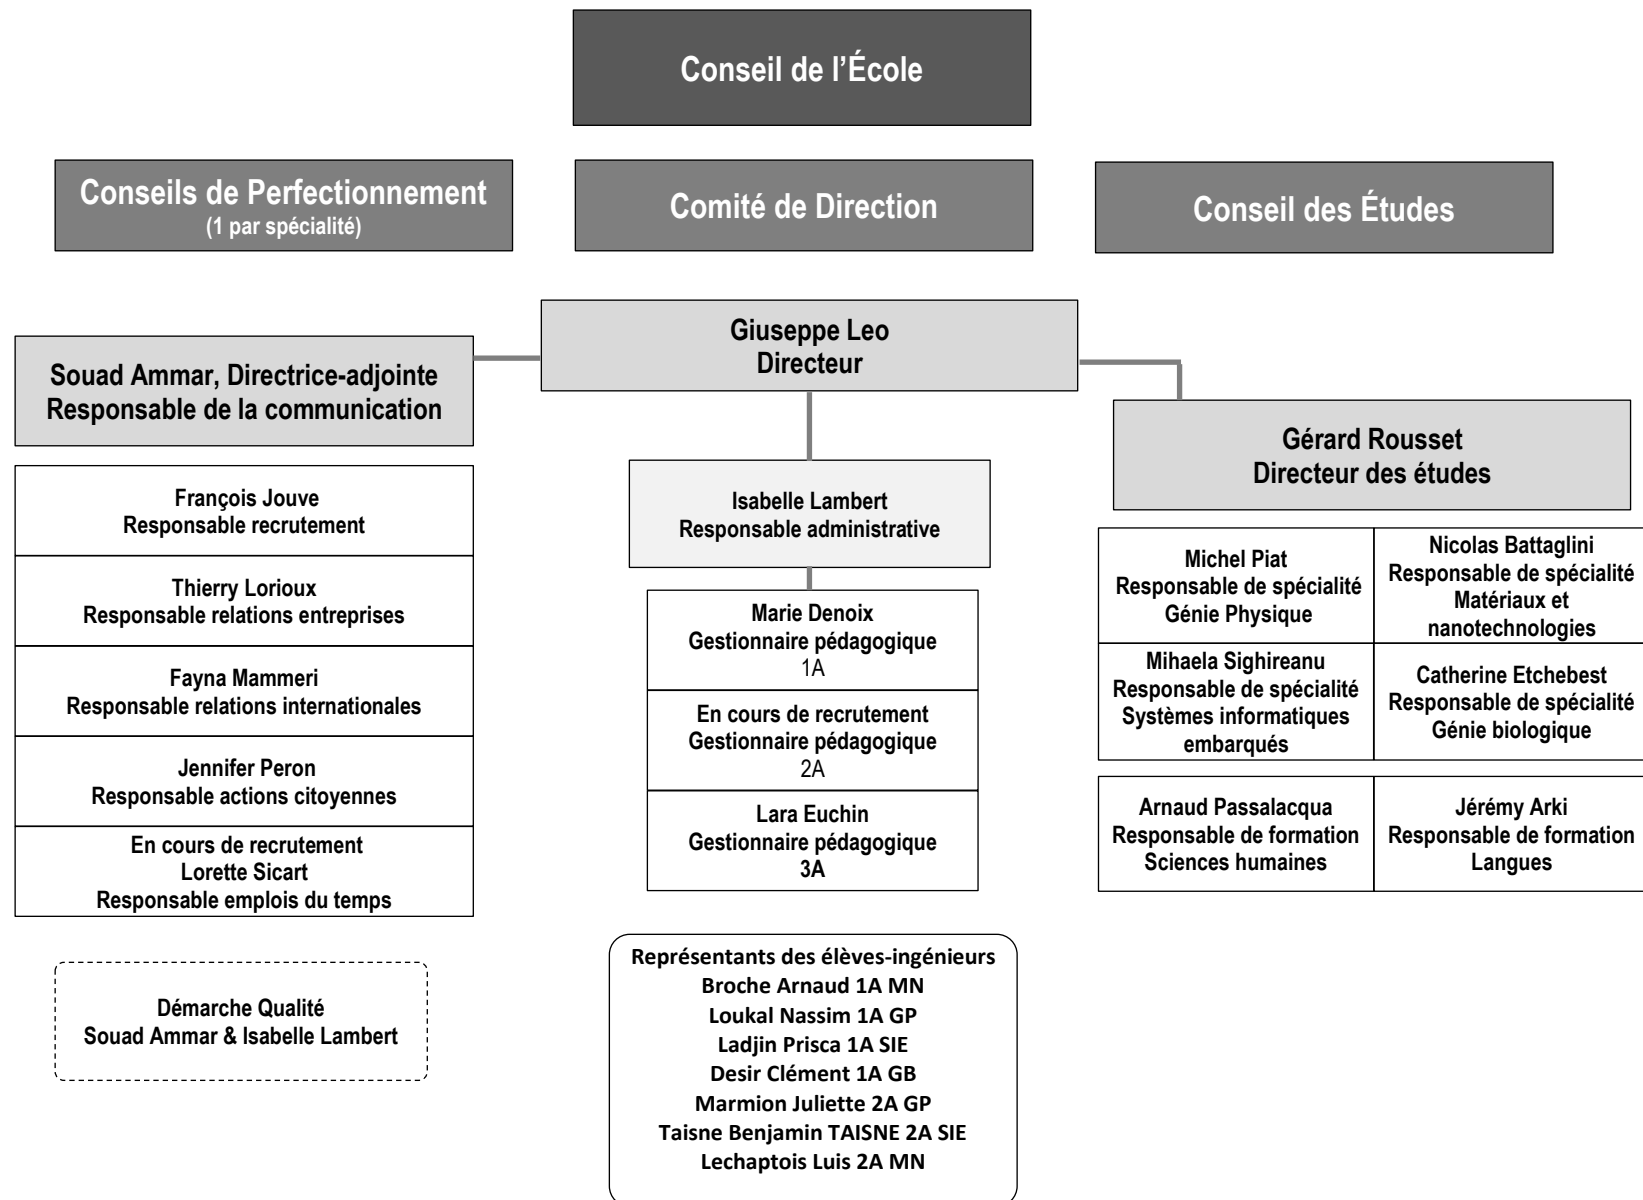 Conseil de l’École
Conseils de Perfectionnement
(1 par spécialité)
Comité de Direction
Conseil des Études
Giuseppe Leo
Directeur
Souad Ammar, Directrice-adjointe
Responsable de la communication
François Jouve
Responsable recrutement
Thierry Lorioux
Responsable relations entreprises
Fayna Mammeri
Responsable relations internationales
Jennifer Peron
Responsable actions citoyennes
En cours de recrutement
Lorette Sicart
Responsable emplois du temps
Démarche Qualité
Souad Ammar & Isabelle Lambert
Isabelle Lambert
Responsable administrative
Marie Denoix
Gestionnaire pédagogique
1A
En cours de recrutement
Gestionnaire pédagogique
2A
Lara Euchin
Gestionnaire pédagogique
3A
Représentants des élèves-ingénieurs
Broche Arnaud 1A MN
Loukal Nassim 1A GP
Ladjin Prisca 1A SIE
Desir Clément 1A GB
Marmion Juliette 2A GP
Taisne Benjamin TAISNE 2A SIE
Lechaptois Luis 2A MN
Gérard Rousset
Directeur des études
Michel Piat
Responsable de spécialité
Génie Physique
Nicolas Battaglini
Responsable de spécialité
Matériaux et
nanotechnologies
Mihaela Sighireanu
Responsable de spécialité
Systèmes informatiques
embarqués
Catherine Etchebest
Responsable de spécialité
Génie biologique
Arnaud Passalacqua
Responsable de formation
Sciences humaines
Jérémy Arki
Responsable de formation
Langues